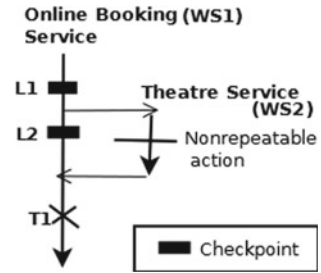 Online Booking (WS1)
Service
L1
Theatre Service
(WS2)
L2
Nonrepeatable
action
T1
Checkpoint